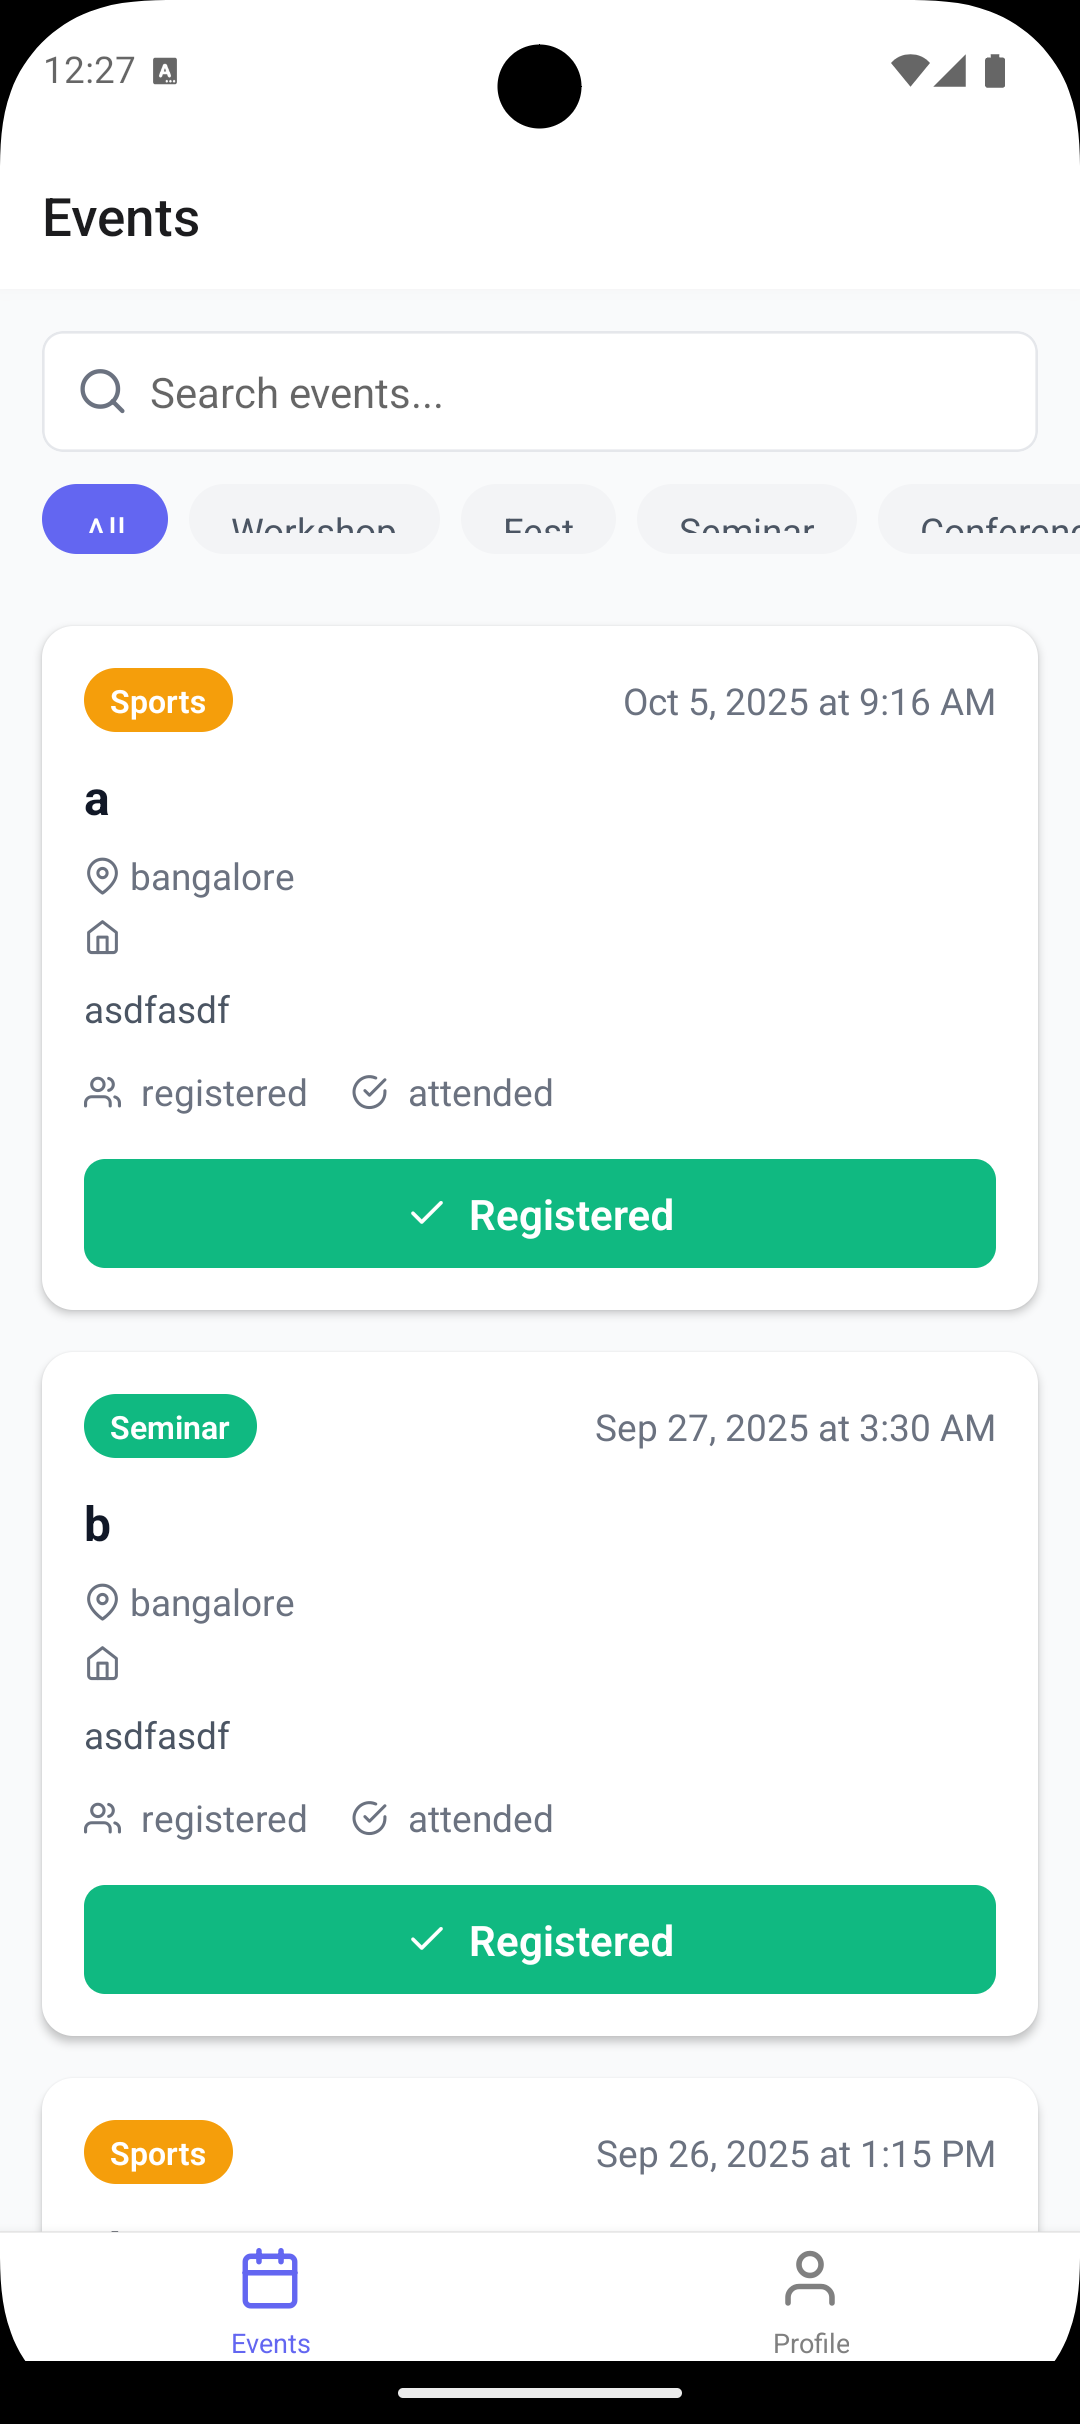 12:27
Events
Search events...
All Workshop Fest Seminar Conferenc
Sports Oct 5, 2025 at 9:16 AM
a
bangalore
asdfasdf
registered attended
Registered
Seminar Sep 27, 2025 at 3:30 AM
b
bangalore
asdfasdf
registered attended
Registered
Sports Sep 26, 2025 at 1:15 PM
Events Profile